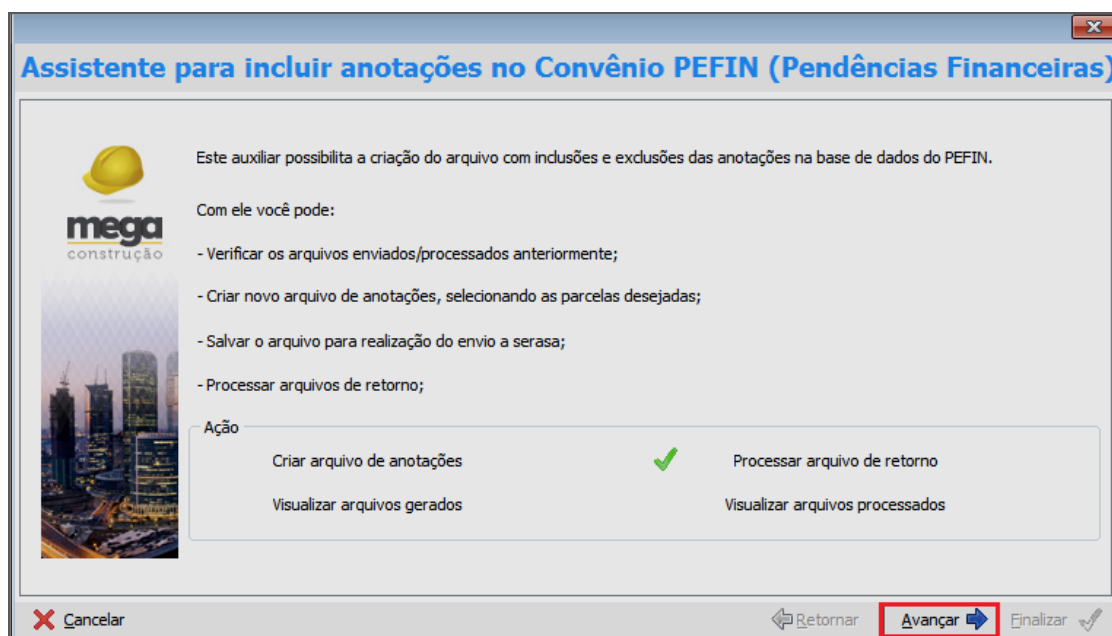 Assistente para incluir anotações no Convênio PEFIN (Pendências Financeiras)
mega
construção
Este auxiliar possibilita a criação do arquivo com inclusões e exclusões das anotações na base de dados do PEFIN.
Com ele você pode:
- Verificar os arquivos enviados/processados anteriormente;
- Criar novo arquivo de anotações, selecionando as parcelas desejadas;
- Salvar o arquivo para realização do envio a serasa;
- Processar arquivos de retorno;
Ação
Criar arquivo de anotações Processar arquivo de retorno
Visualizar arquivos gerados Visualizar arquivos processados
Cancelar Retornar Avançar Finalizar